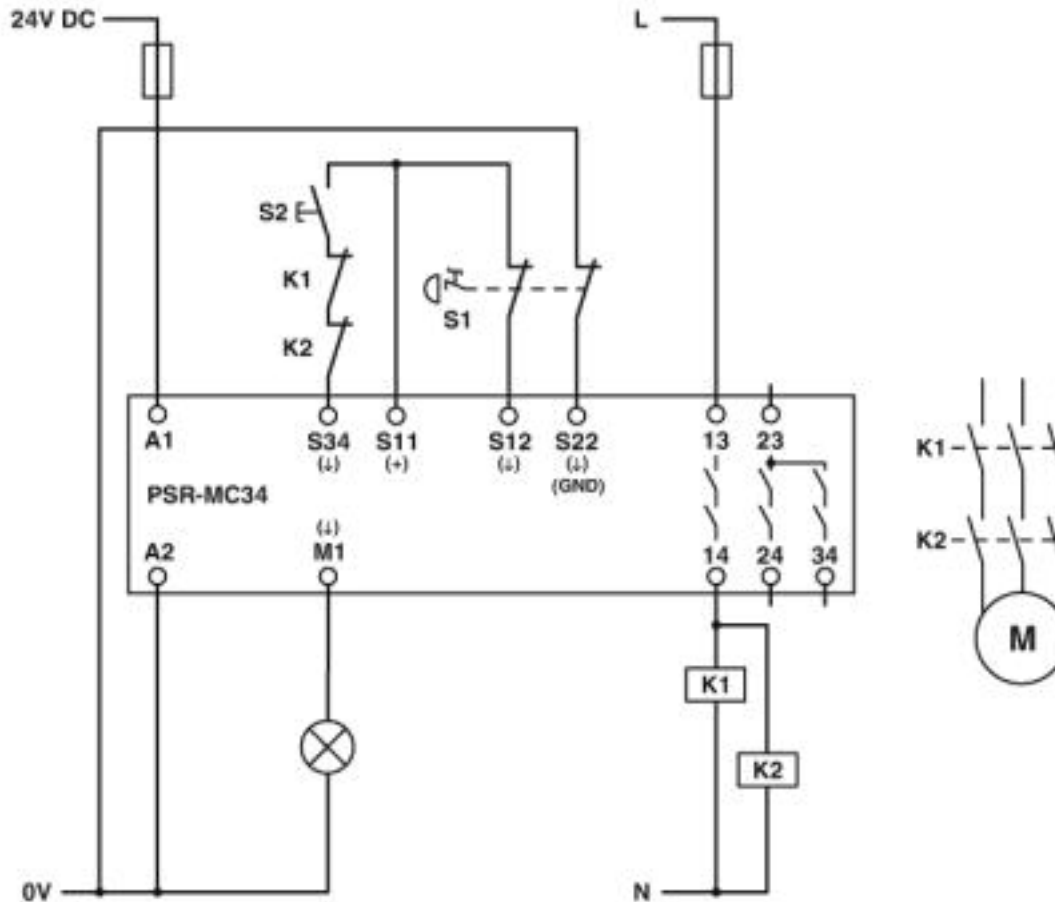 24V DC
L
S2
K1
S1
K2
A1 S34 S11 S12 S22 13 23
(↓) (+) (↓) (↓)
(GND)
PSR-MC34
(↓)
A2 M1 14 24 34
K1
K2
M
K1
K2
0V N